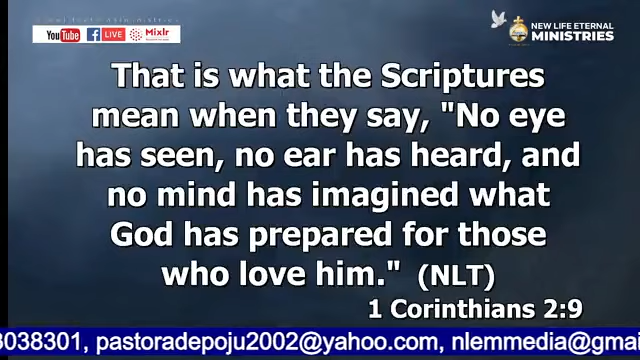 YouTube f LIVE Mixlr
NEW LIFE ETERNAL
MINISTRIES
That is what the Scriptures
mean when they say, "No eye
has seen, no ear has heard, and
no mind has imagined what
God has prepared for those
who love him." (NLT)
1 Corinthians 2:9
3038301, pastoradepoju2002@yahoo.com, nlemmedia@gmai